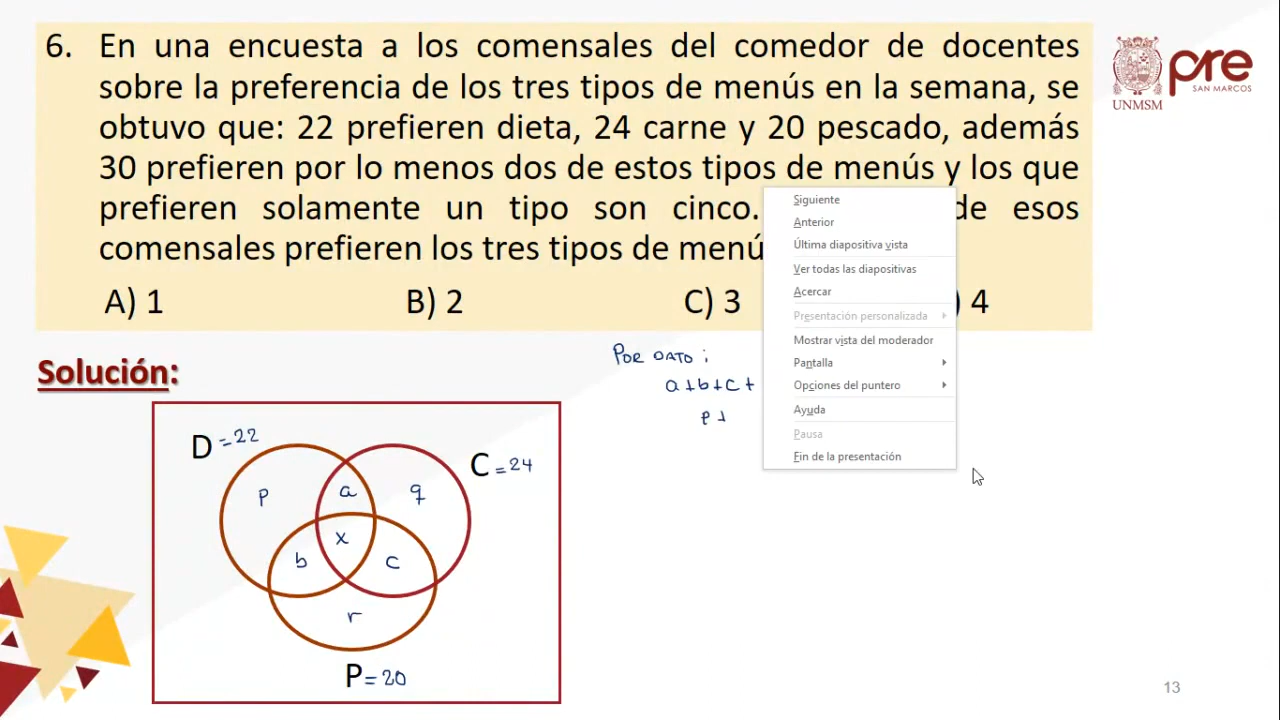 6. En una encuesta a los comensales del comedor de docentes
sobre la preferencia de los tres tipos de menús en la semana, se
obtuvo que: 22 prefieren dieta, 24 carne y 20 pescado, además
30 prefieren por lo menos dos de estos tipos de menús y los que
prefieren solamente un tipo son cinco. de esos
comensales prefieren los tres tipos de menú
A) 1 B) 2 C) 3 ) 4
UNMSM
pre
SAN MARCOS
Siguiente
Anterior
Última diapositiva vista
Ver todas las diapositivas
Acercar
Presentación personalizada
Mostrar vista del moderador
Pantalla
Opciones del puntero
Ayuda
Pausa
Fin de la presentación
Solución:
POR DATO:
a+b+c+
p+
D = 22
C = 24
p a q
x
b c
r
P = 20
13